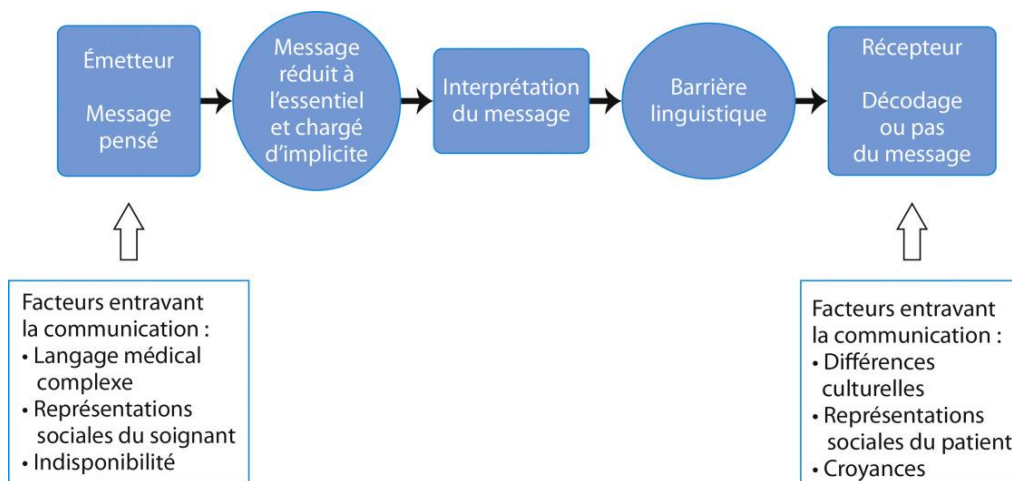 Émetteur
Message
pensé
Message
réduit à
l'essentiel
et chargé
d'implicite
Interprétation
du message
Barrière
linguistique
Récepteur
Décodage
ou pas
du message
Facteurs entravant
la communication :
• Langage médical
complexe
• Représentations
sociales du soignant
• Indisponibilité
Facteurs entravant
la communication :
• Différences
culturelles
• Représentations
sociales du patient
• Croyances